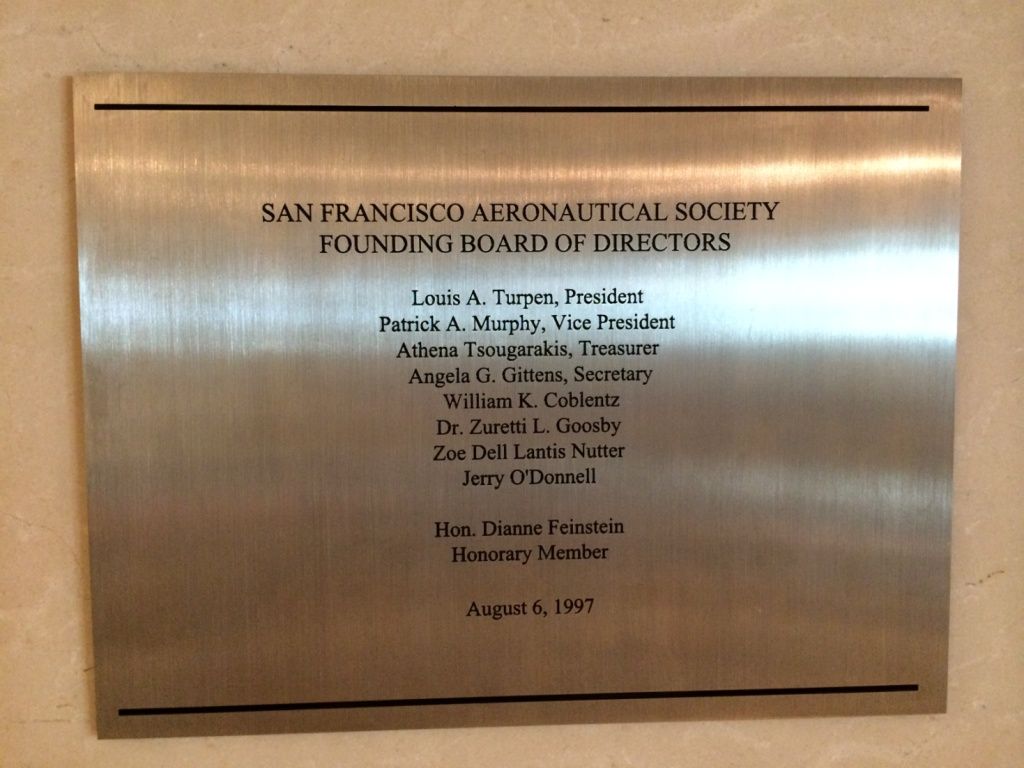 SAN FRANCISCO AERONAUTICAL SOCIETY
FOUNDING BOARD OF DIRECTORS
Louis A. Turpen, President
Patrick A. Murphy, Vice President
Athena Tsougarakis, Treasurer
Angela G. Gittens, Secretary
William K. Coblentz
Dr. Zuretti L. Goosby
Zoe Dell Lantis Nutter
Jerry O'Donnell
Hon. Dianne Feinstein
Honorary Member
August 6, 1997